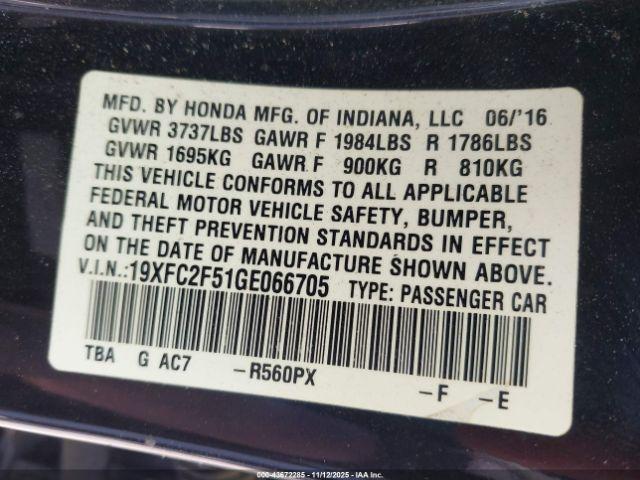 MFD. BY HONDA MFG. OF INDIANA, LLC 06/'16
GVWR 3737LBS GAWR F 1984LBS R 1786LBS
GVWR 1695KG GAWR F 900KG R 810KG
THIS VEHICLE CONFORMS TO ALL APPLICABLE
FEDERAL MOTOR VEHICLE SAFETY, BUMPER,
AND THEFT PREVENTION STANDARDS IN EFFECT
ON THE DATE OF MANUFACTURE SHOWN ABOVE.
V.I.N.:19XFC2F51GE066705 TYPE: PASSENGER CAR
TBA G AC7 –R560PX –F –E
000-43672285 - 11/12/2025 - IAA Inc.